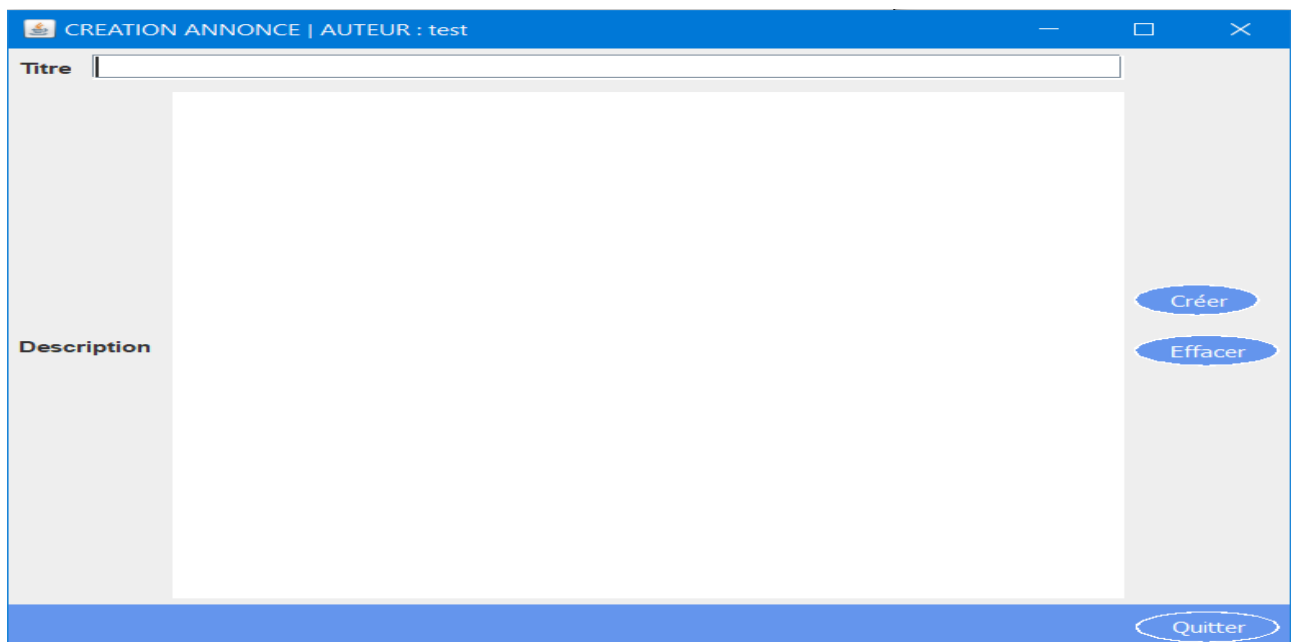 CREATION ANNONCE | AUTEUR : test
Titre
Créer
Description
Effacer
Quitter